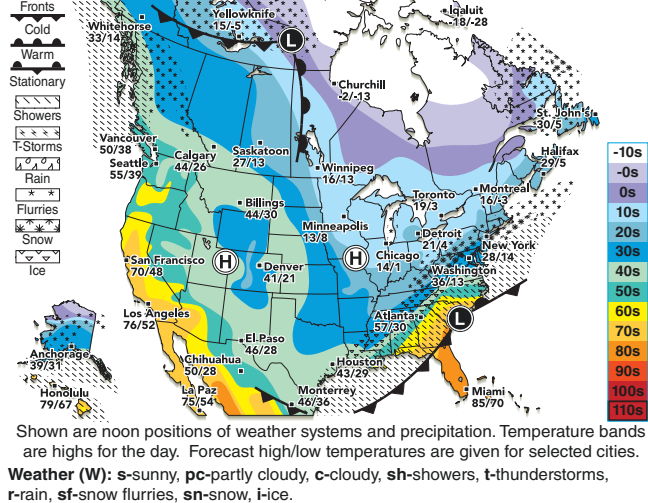 Fronts
Cold
Warm
Stationary
Showers
T-Storms
Rain
Flurries
Snow
Ice
Whitehorse
33/14
Yellowknife
15/-5
Iqaluit
-18/-28
L
Churchill
-2/-13
St. John's
30/5
Vancouver
50/38
Seattle
55/39
Calgary
44/26
Saskatoon
27/13
Winnipeg
16/13
Halifax
29/5
Billings
44/30
Minneapolis
13/8
Toronto
19/3
Montreal
16/-3
Detroit
21/4
New York
28/14
San Francisco
70/48
H
Denver
41/21
H
Chicago
14/1
Washington
36/13
Los Angeles
76/52
Atlanta
57/30
L
El Paso
46/28
Houston
43/29
Anchorage
39/31
Chihuahua
50/28
Honolulu
79/67
La Paz
75/54
Monterrey
46/36
Miami
85/70
-10s
-0s
0s
10s
20s
30s
40s
50s
60s
70s
80s
90s
100s
110s
Shown are noon positions of weather systems and precipitation. Temperature bands
are highs for the day. Forecast high/low temperatures are given for selected cities.
Weather (W): s-sunny, pc-partly cloudy, c-cloudy, sh-showers, t-thunderstorms,
r-rain, sf-snow flurries, sn-snow, i-ice.